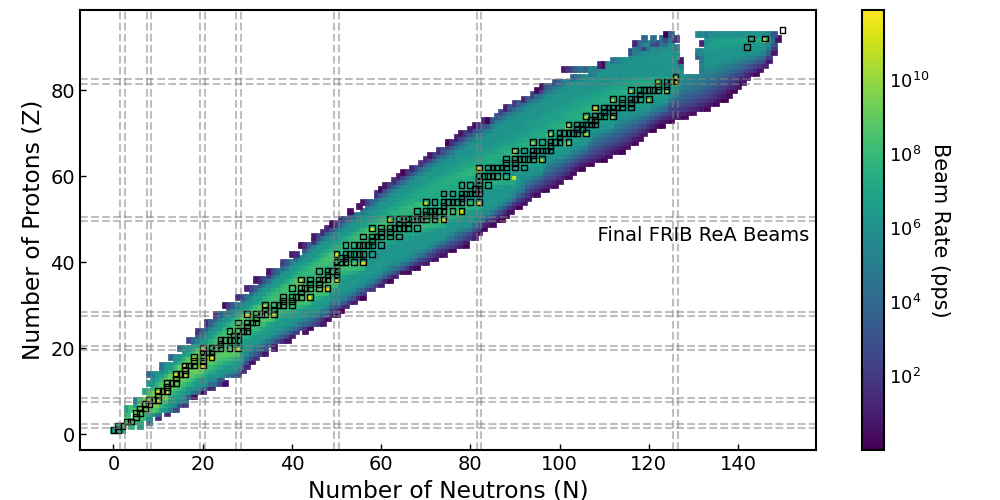 80
60
40
20
0
0 20 40 60 80 100 120 140
Number of Protons (Z)
Number of Neutrons (N)
Final FRIB ReA Beams
10^10
10^8
10^6
10^4
10^2
Beam Rate (pps)